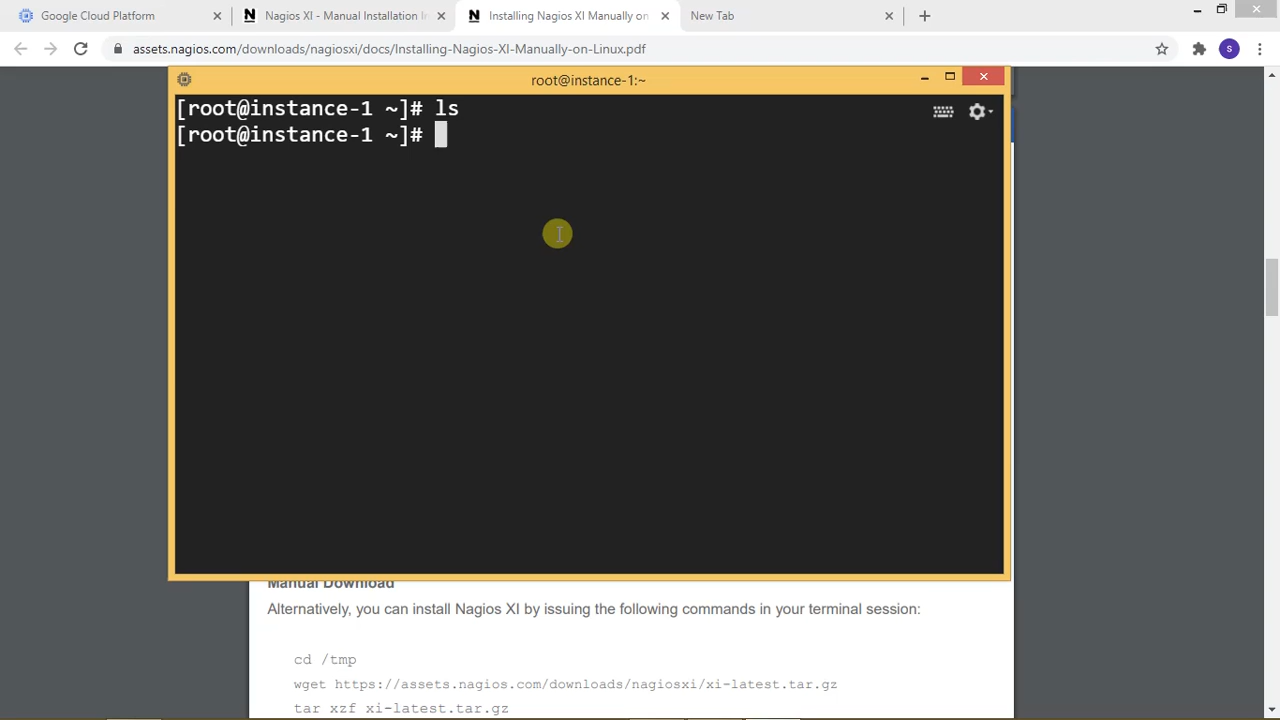 Google Cloud Platform
Nagios XI - Manual Installation I
Installing Nagios XI Manually on
New Tab
assets.nagios.com/downloads/nagiosxi/docs/Installing-Nagios-XI-Manually-on-Linux.pdf
S
root@instance-1:~
[root@instance-1 ~]# ls
[root@instance-1 ~]#
Manual Download
Alternatively, you can install Nagios XI by issuing the following commands in your terminal session:
cd /tmp
wget https://assets.nagios.com/downloads/nagiosxi/xi-latest.tar.gz
tar xzf xi-latest.tar.gz